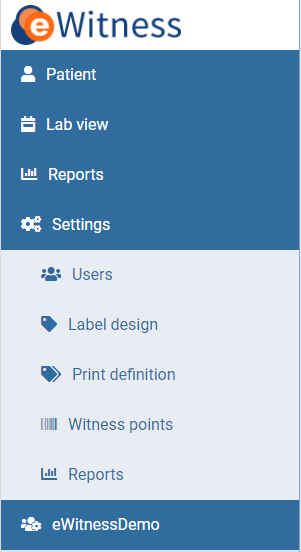 eWitness
Patient
Lab view
Reports
Settings
Users
Label design
Print definition
Witness points
Reports
eWitnessDemo